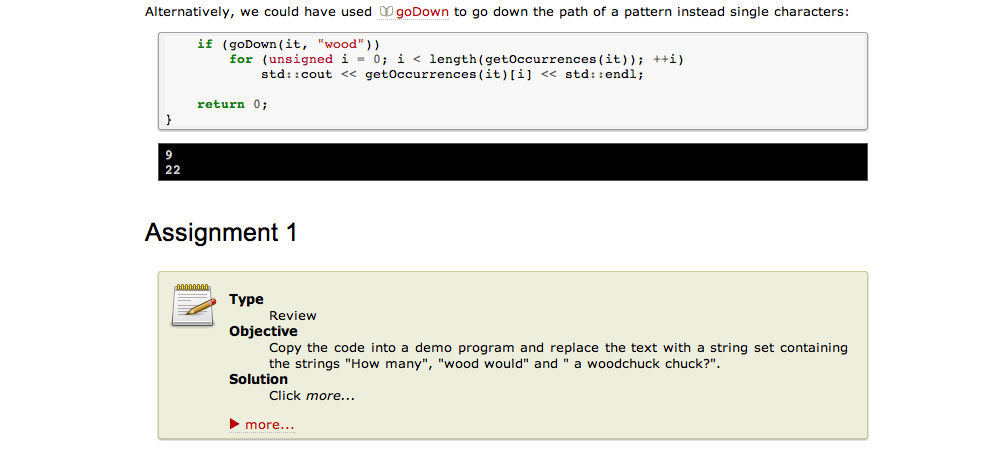 Alternatively, we could have used goDown to go down the path of a pattern instead single characters:
if (goDown(it, "wood"))
for (unsigned i = 0; i < length(getOccurrences(it)); ++i)
std::cout << getOccurrences(it)[i] << std::endl;
return 0;
}
9
22
Assignment 1
Type
Review
Objective
Copy the code into a demo program and replace the text with a string set containing
the strings "How many", "wood would" and " a woodchuck chuck?".
Solution
Click more...
more...